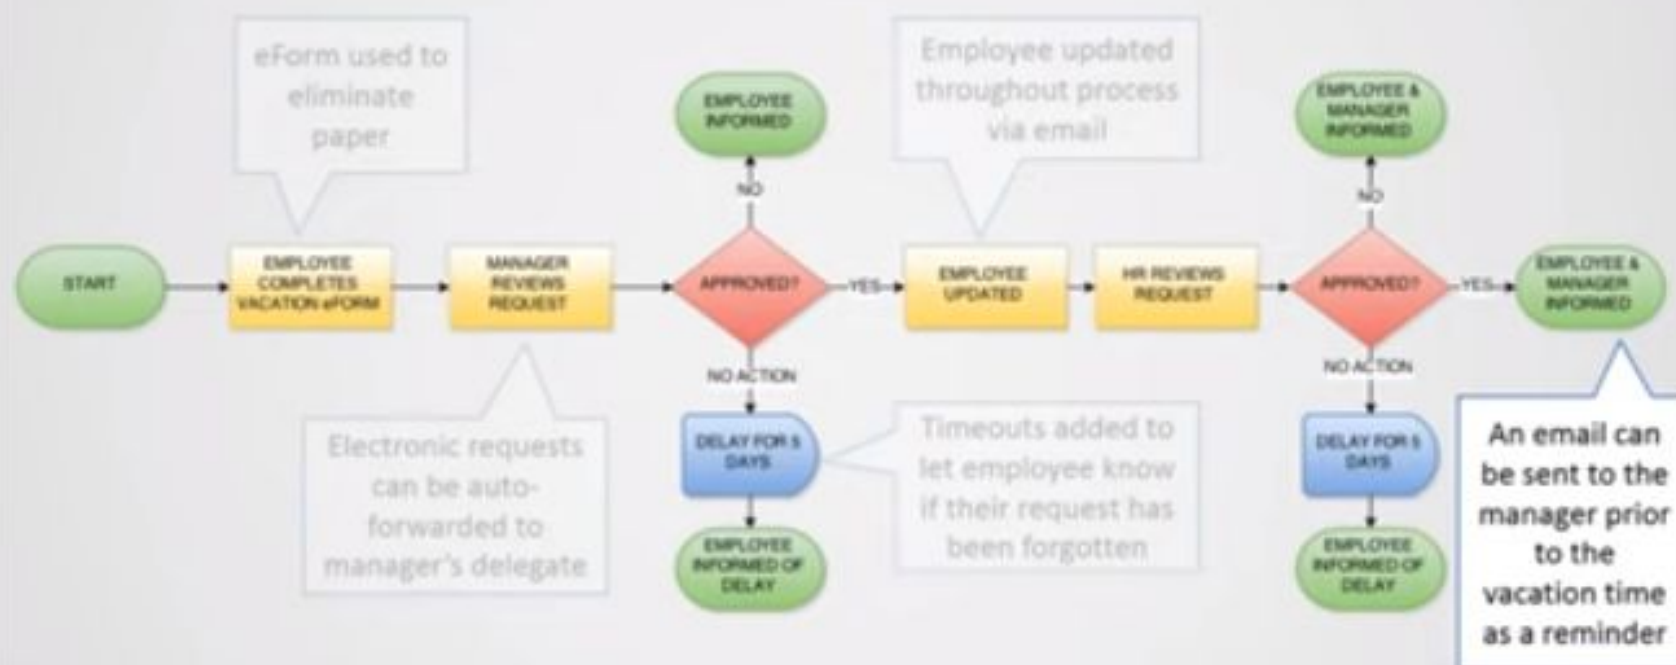 eForm used to
eliminate
paper
Employee updated
throughout process
via email
EMPLOYEE
INFORMED
EMPLOYEE &
MANAGER
INFORMED
NO
NO
START
EMPLOYEE
COMPLETES
VACATION eFORM
MANAGER
REVIEWS
REQUEST
APPROVED?
YES
EMPLOYEE
UPDATED
HR REVIEWS
REQUEST
APPROVED?
YES
EMPLOYEE &
MANAGER
INFORMED
NO ACTION
NO ACTION
Electronic requests
can be auto-
forwarded to
manager's delegate
DELAY FOR 5
DAYS
Timeouts added to
let employee know
if their request has
been forgotten
DELAY FOR 5
DAYS
An email can
be sent to the
manager prior
to the
vacation time
as a reminder
EMPLOYEE
INFORMED OF
DELAY
EMPLOYEE
INFORMED OF
DELAY